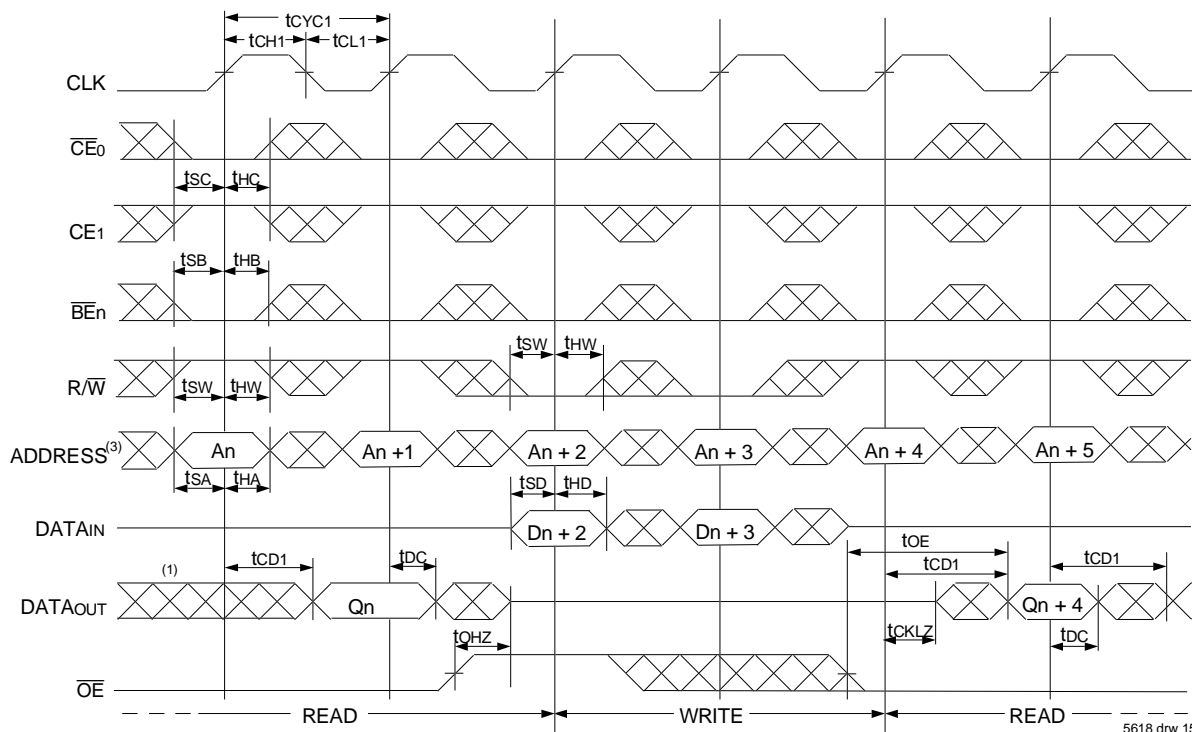 tCYC1
tCH1 tCL1
CLK
CE0
tSC tHC
CE1
tSB tHB
BEn
tSW tHW
R/W
tSW tHW
ADDRESS(3) An An +1 An + 2 An + 3 An + 4 An + 5
tSA tHA tSD tHD
DATAIN Dn + 2 Dn + 3
tOE
tCD1 tDC tCD1 tCD1
(1)
DATAOUT Qn Qn + 4
tOHZ tCKLZ tDC
OE
READ WRITE READ
5618 drw 15